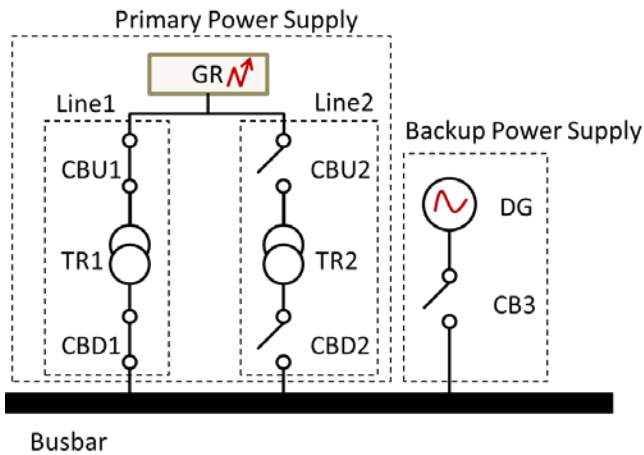 Primary Power Supply
GR
Line1
Line2
Backup Power Supply
CBU1
CBU2
DG
TR1
TR2
CB3
CBD1
CBD2
Busbar